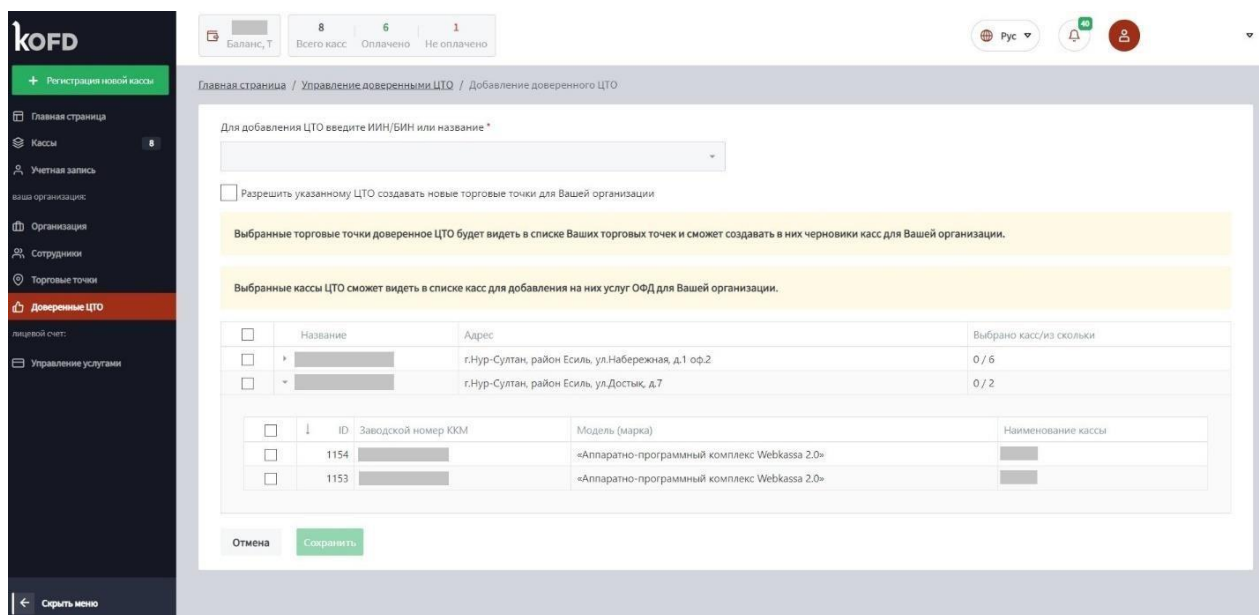 KOFD
Баланс, Т
8 6 1
Всего касс Оплачено Не оплачено
Рус
40
+ Регистрация новой кассы
Главная страница / Управление доверенными ЦТО / Добавление доверенного ЦТО
Главная страница
Кассы 8
Учетная запись
ваша организация:
Организация
Сотрудники
Торговые точки
Доверенные ЦТО
лицевой счет:
Управление услугами
Скрыть меню
Для добавления ЦТО введите ИИН/БИН или название *
Разрешить указанному ЦТО создавать новые торговые точки для Вашей организации
Выбранные торговые точки доверенное ЦТО будет видеть в списке Ваших торговых точек и сможет создавать в них черновики касс для Вашей организации.
Выбранные кассы ЦТО сможет видеть в списке касс для добавления на них услуг ОФД для Вашей организации.
Название Адрес Выбрано касс/из скольки
г.Нур-Султан, район Есиль, ул.Набережная, д.1 оф.2 0 / 6
г.Нур-Султан, район Есиль, ул.Достык, д.7 0 / 2
↓ ID Заводской номер ККМ Модель (марка) Наименование кассы
1154 «Аппаратно-программный комплекс Webkassa 2.0»
1153 «Аппаратно-программный комплекс Webkassa 2.0»
Отмена Сохранить